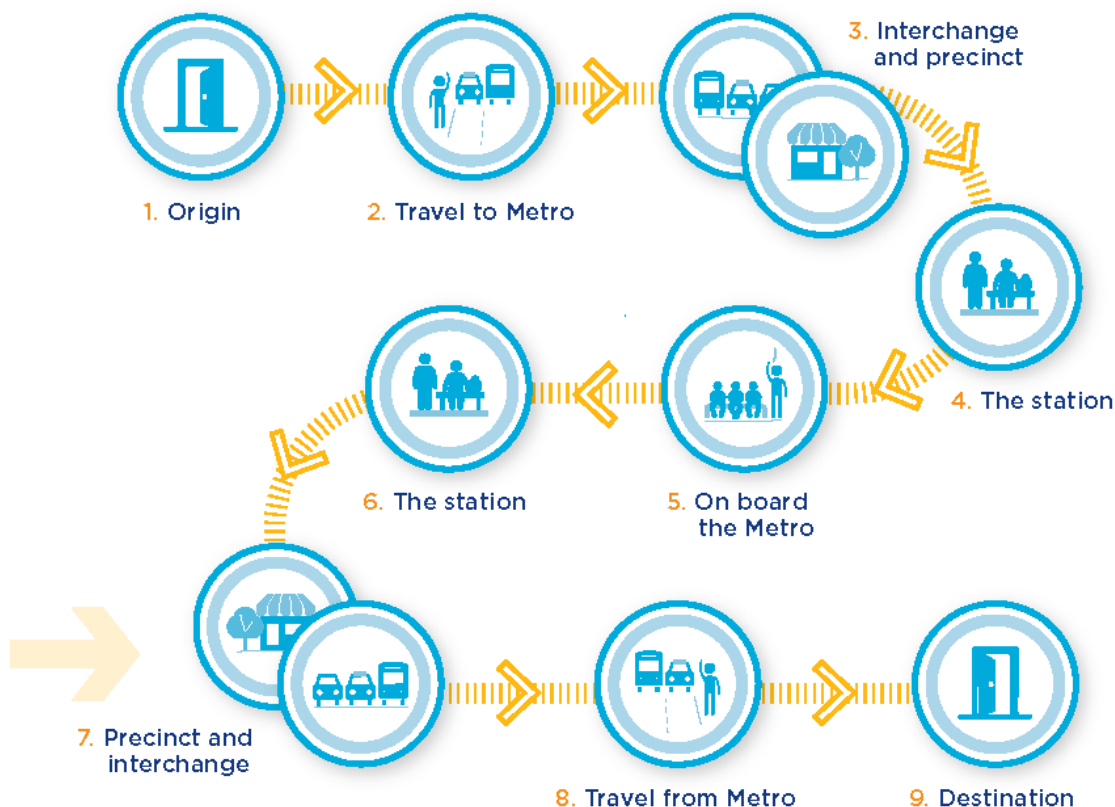 1. Origin
2. Travel to Metro
3. Interchange
and precinct
4. The station
5. On board
the Metro
6. The station
7. Precinct and
interchange
8. Travel from Metro
9. Destination